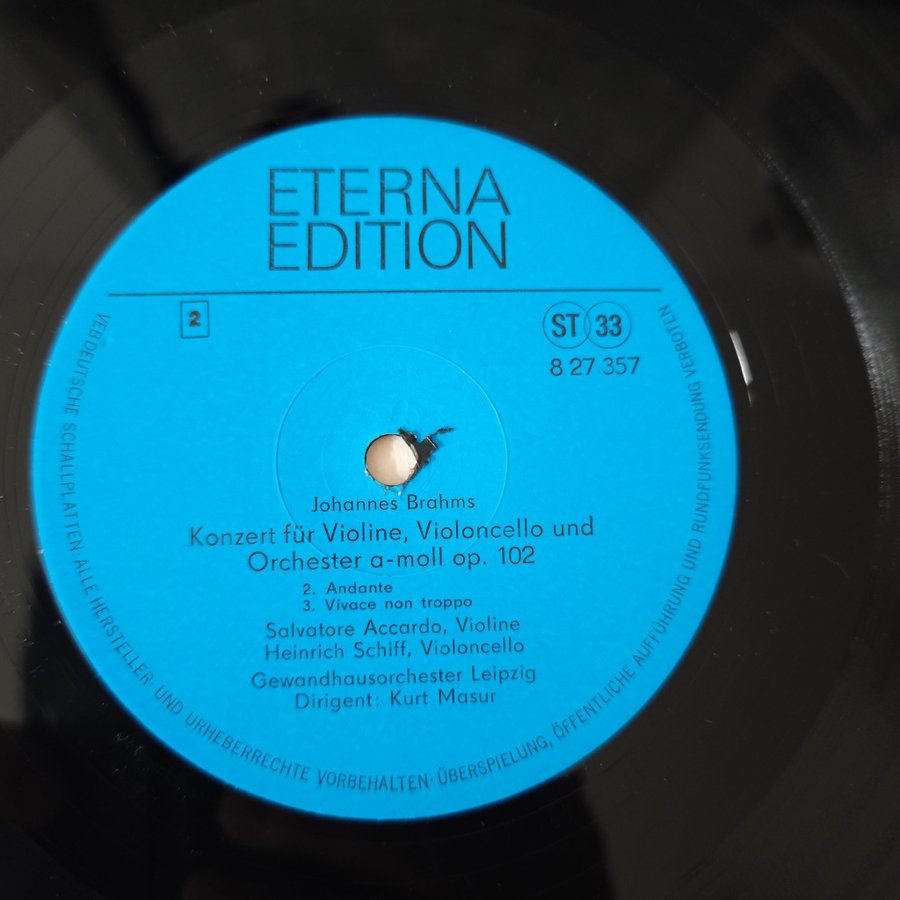 ETERNA
EDITION
2
ST 33
8 27 357
Johannes Brahms
Konzert für Violine, Violoncello und
Orchester a-moll op. 102
2. Andante
3. Vivace non troppo
Salvatore Accardo, Violine
Heinrich Schiff, Violoncello
Gewandhausorchester Leipzig
Dirigent: Kurt Masur
VEB DEUTSCHE SCHALLPLATTEN ALLE HERSTELLER- UND URHEBERRECHTE VORBEHALTEN · ÜBERSPIELUNG, ÖFFENTLICHE AUFFÜHRUNG UND RUNDFUNKSENDUNG VERBOTEN